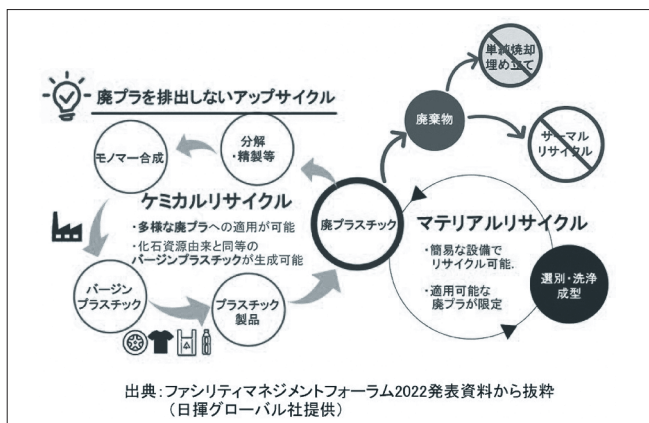 廃プラを排出しないアップサイクル
モノマー合成
分解
・精製等
ケミカルリサイクル
・多様な廃プラへの適用が可能
・化石資源由来と同等の
バージンプラスチックが生成可能
バージン
プラスチック
プラスチック
製品
廃プラスチック
廃棄物
単純焼却
埋め立て
サーマル
リサイクル
マテリアルリサイクル
・簡易な設備で
リサイクル可能.
・適用可能な
廃プラが限定
選別・洗浄
成型
出典：ファシリティマネジメントフォーラム2022発表資料から抜粋
（日揮グローバル社提供）